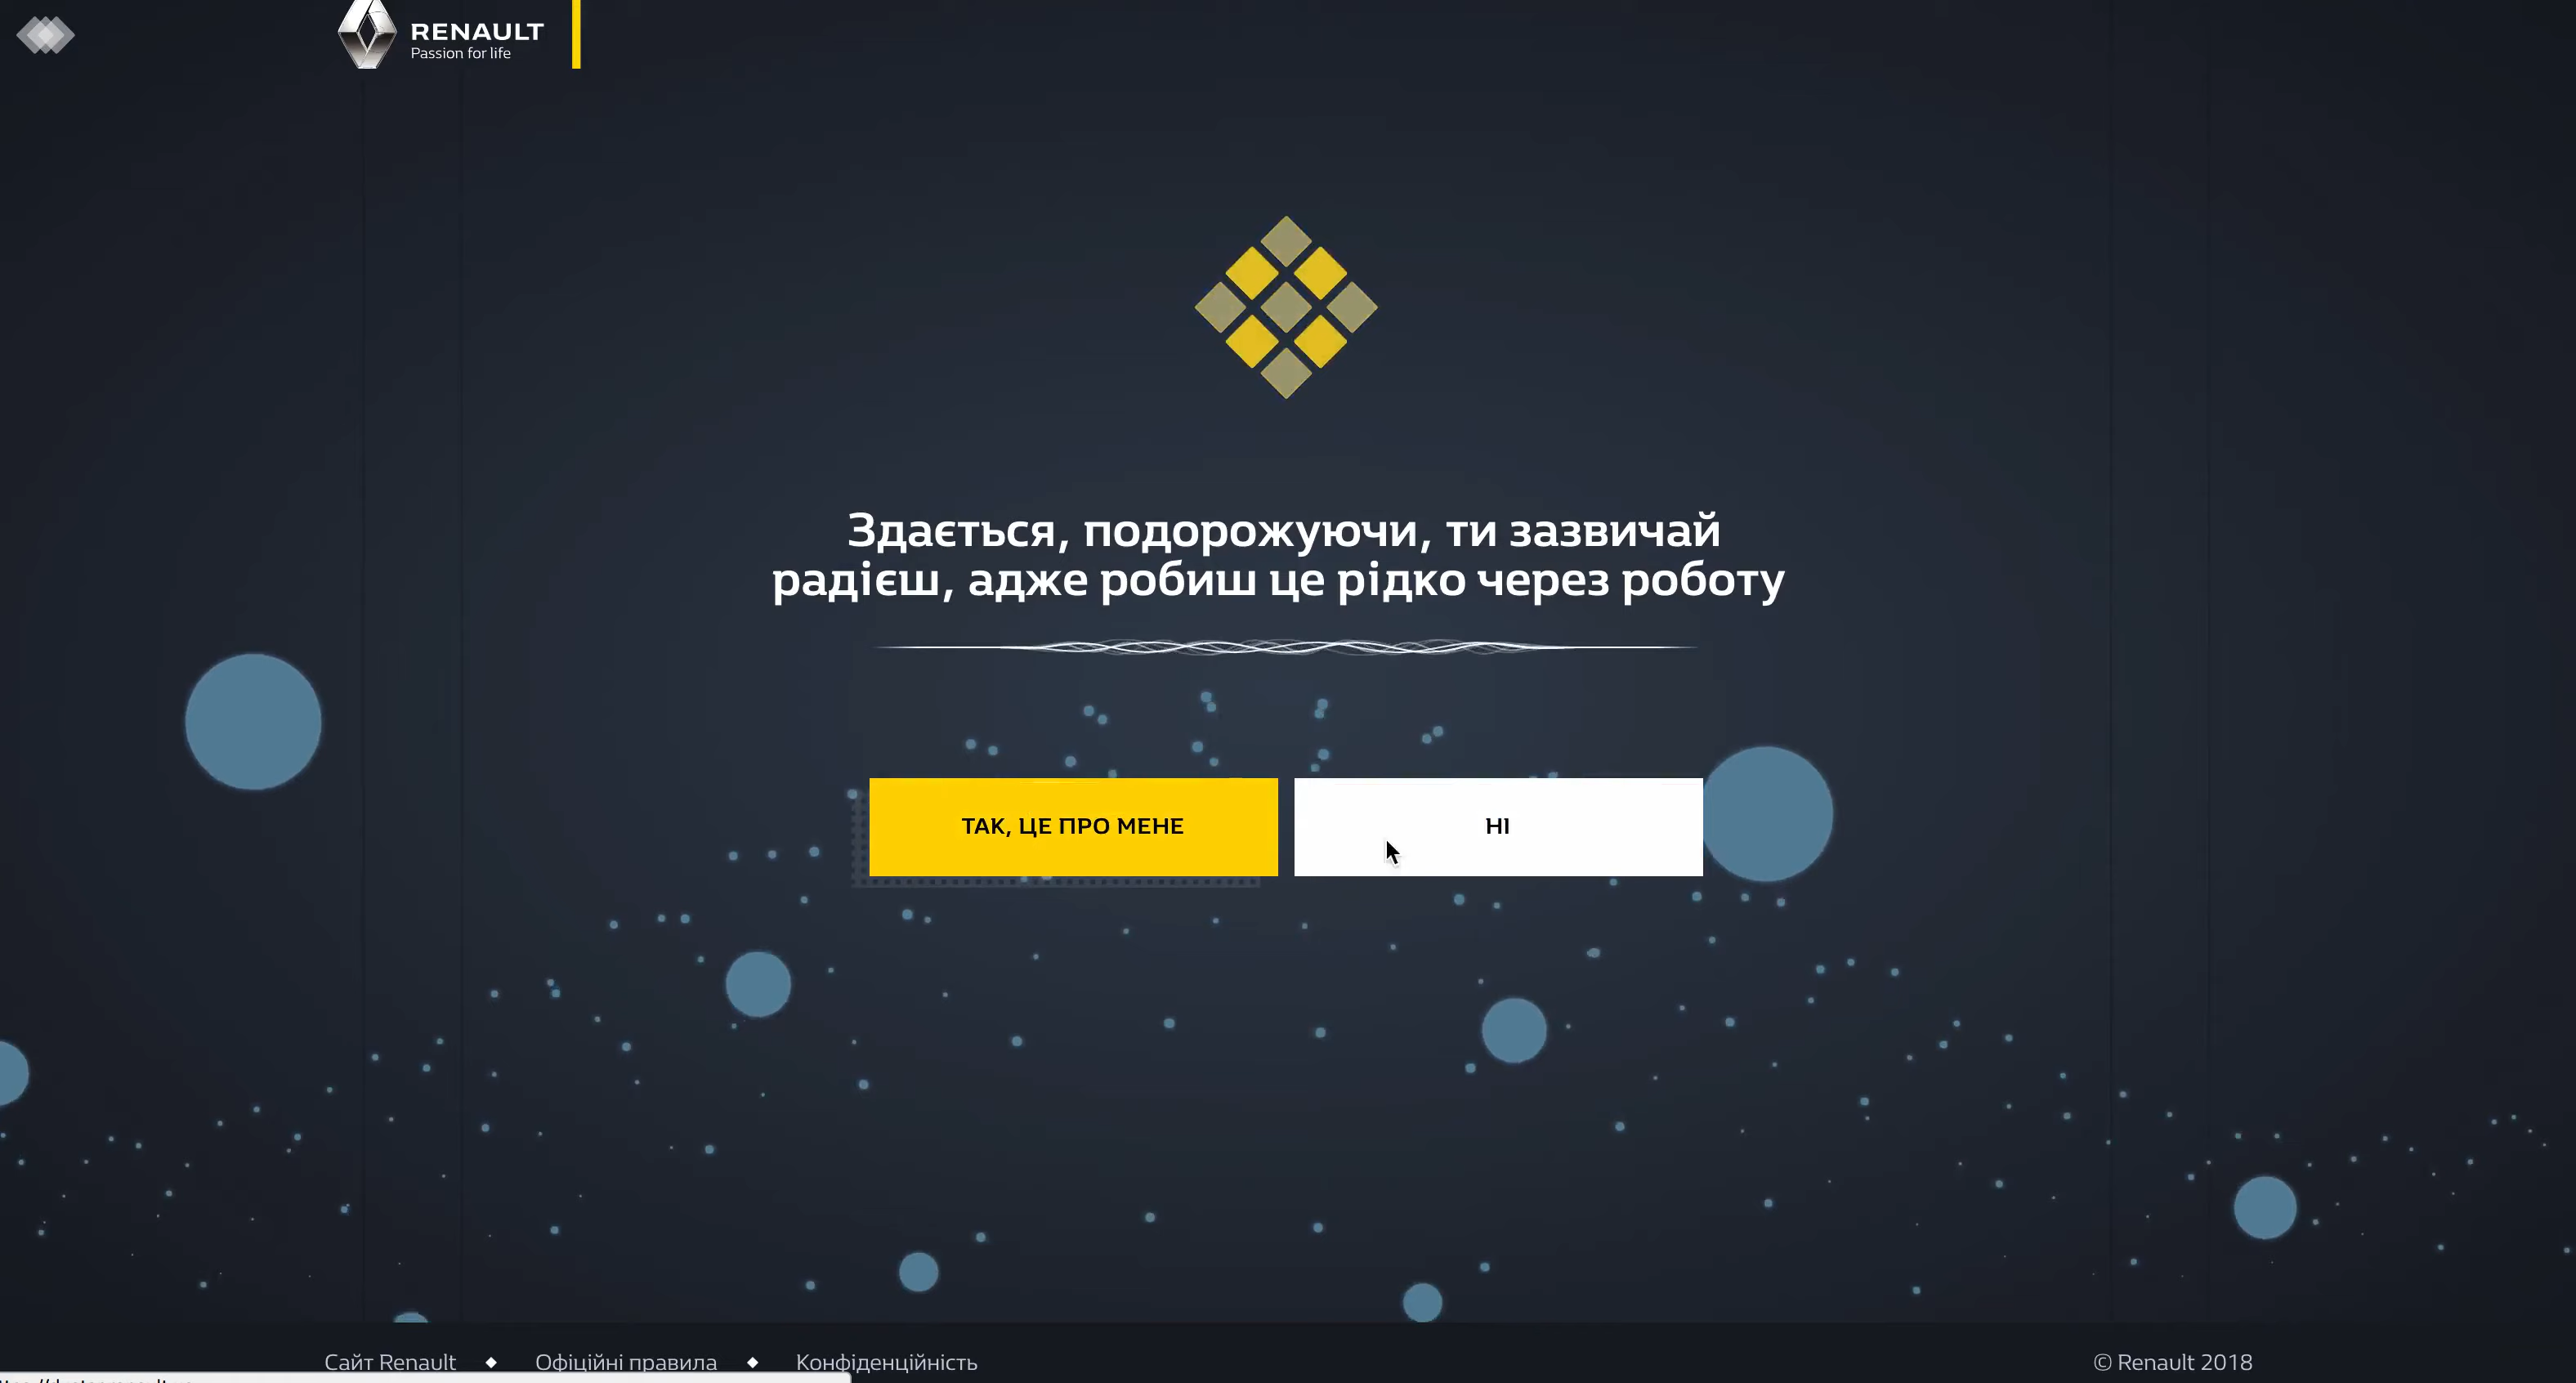 RENAULT
Passion for life
Здається, подорожуючи, ти зазвичай
радієш, адже робиш це рідко через роботу
ТАК, ЦЕ ПРО МЕНЕ
НІ
Сайт Renault ◆ Офіційні правила ◆ Конфіденційність
© Renault 2018